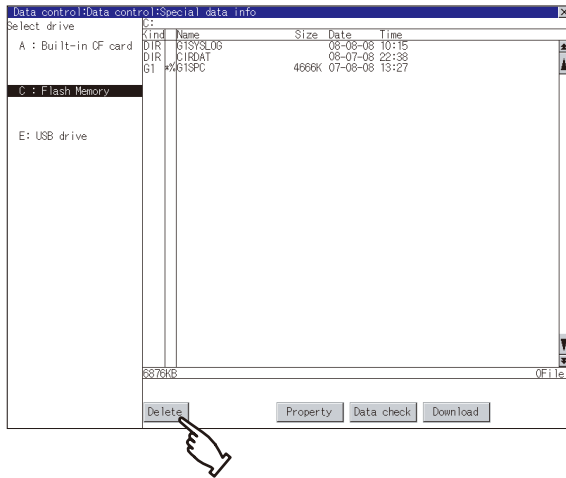 Data control:Data control:Special data info
Select drive
A : Built-in CF card
C : Flash Memory
E: USB drive
C:
Kind Name Size Date Time
DIR G1SYSLOG 08-08-08 10:15
DIR CIRDAT 08-07-08 22:38
G1 *%G1SPC 4666K 07-08-08 13:27
6876KB 0File
Delete Property Data check Download